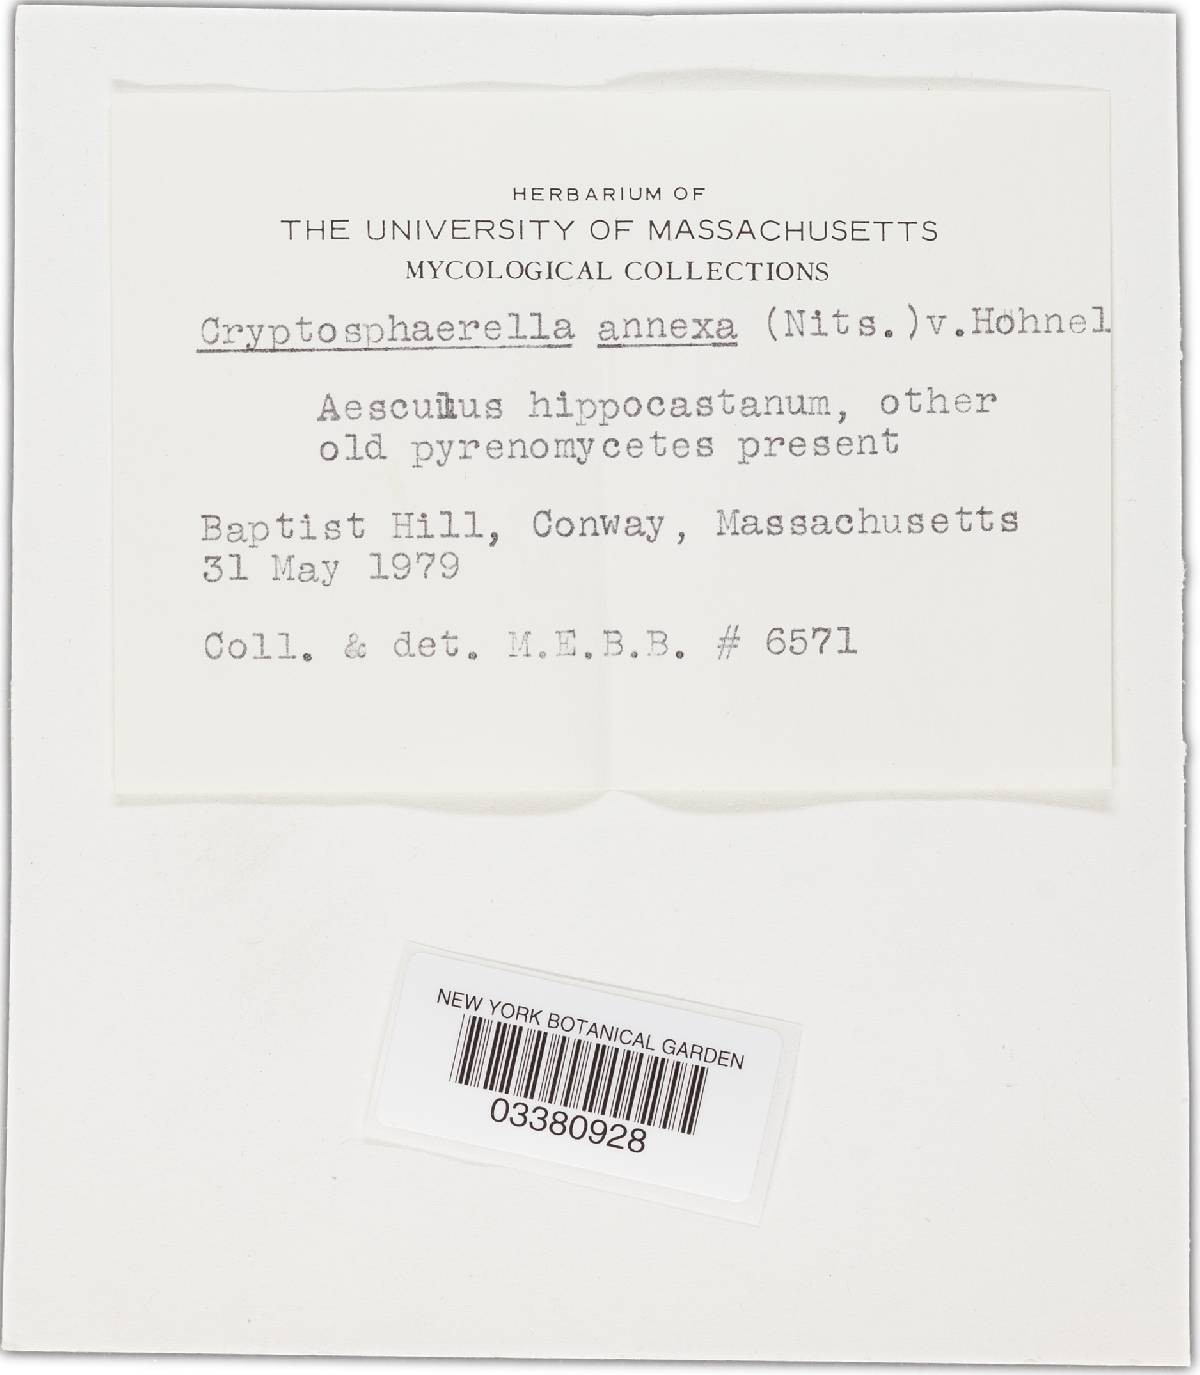 HERBARIUM OF
THE UNIVERSITY OF MASSACHUSETTS
MYCOLOGICAL COLLECTIONS
Cryptosphaerella annexa (Nits.)v.Höhnel
Aesculus hippocastanum, other
old pyrenomycetes present
Baptist Hill, Conway, Massachusetts
31 May 1979
Coll. & det. M.E.B.B. # 6571
NEW YORK BOTANICAL GARDEN
03380928